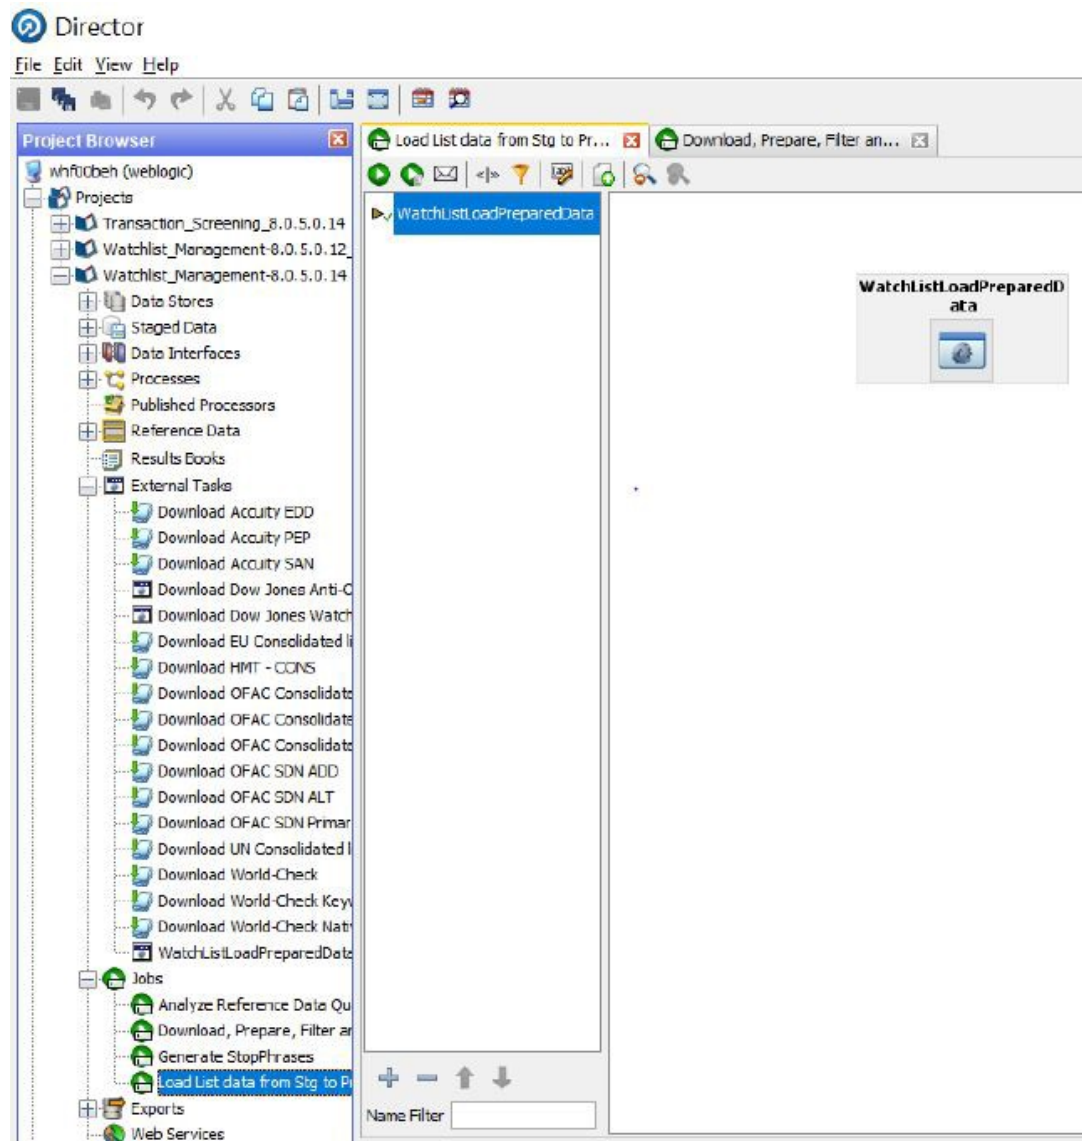 Director
File Edit View Help
Project Browser
Load List data from Stg to Pr...
Download, Prepare, Filter an...
whf00beh (weblogic)
Projects
Transaction_Screening_8.0.5.0.14
Watchlist_Management-8.0.5.0.12_
Watchlist_Management-8.0.5.0.14
Data Stores
Staged Data
Data Interfaces
Processes
Published Processors
Reference Data
Results Books
External Tasks
Download Accuity EDD
Download Accuity PEP
Download Accuity SAN
Download Dow Jones Anti-C
Download Dow Jones Watch
Download EU Consolidated li
Download HMT - CONS
Download OFAC Consolidate
Download OFAC Consolidate
Download OFAC Consolidate
Download OFAC SDN ADD
Download OFAC SDN ALT
Download OFAC SDN Primar
Download UN Consolidated l
Download World-Check
Download World-Check Keyw
Download World-Check Nati
WatchListLoadPreparedData
Jobs
Analyze Reference Data Qu
Download, Prepare, Filter an
Generate StopPhrases
Load List data from Stg to Pr
Exports
Web Services
WatchListLoadPreparedData
Name Filter
WatchListLoadPreparedD
ata